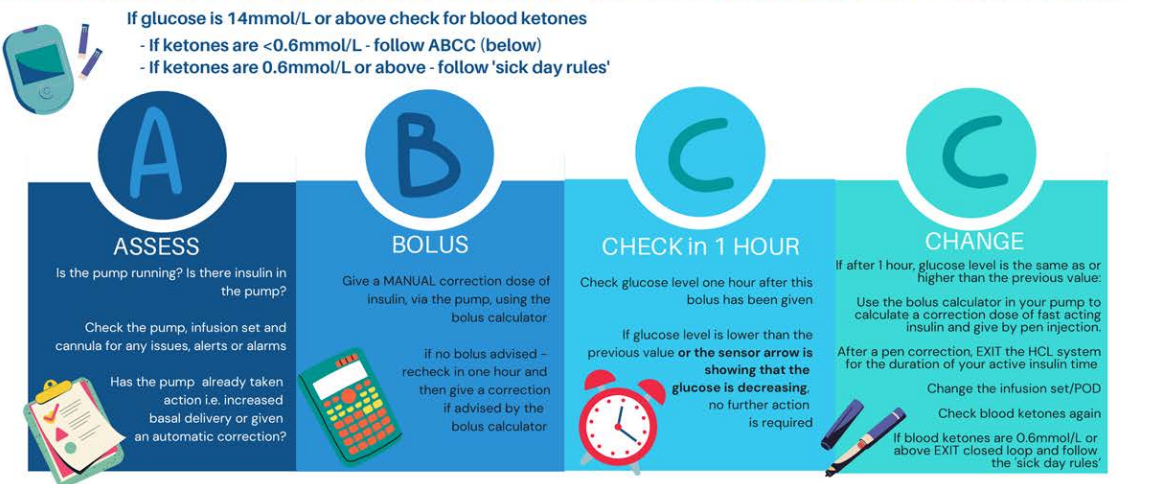 If glucose is 14mmol/L or above check for blood ketones
- If ketones are <0.6mmol/L - follow ABCC (below)
- If ketones are 0.6mmol/L or above - follow 'sick day rules'
A
ASSESS
Is the pump running? Is there insulin in
the pump?
Check the pump, infusion set and
cannula for any issues, alerts or alarms
Has the pump already taken
action i.e. increased
basal delivery or given
an automatic correction?
B
BOLUS
Give a MANUAL correction dose of
insulin, via the pump, using the
bolus calculator
if no bolus advised -
recheck in one hour and
then give a correction
if advised by the
bolus calculator
C
CHECK in 1 HOUR
Check glucose level one hour after this
bolus has been given
If glucose level is lower than the
previous value or the sensor arrow is
showing that the
glucose is decreasing,
no further action
is required
C
CHANGE
If after 1 hour, glucose level is the same as or
higher than the previous value:
Use the bolus calculator in your pump to
calculate a correction dose of fast acting
insulin and give by pen injection.
After a pen correction, EXIT the HCL system
for the duration of your active insulin time
Change the infusion set/POD
Check blood ketones again
If blood ketones are 0.6mmol/L or
above EXIT closed loop and follow
the 'sick day rules'